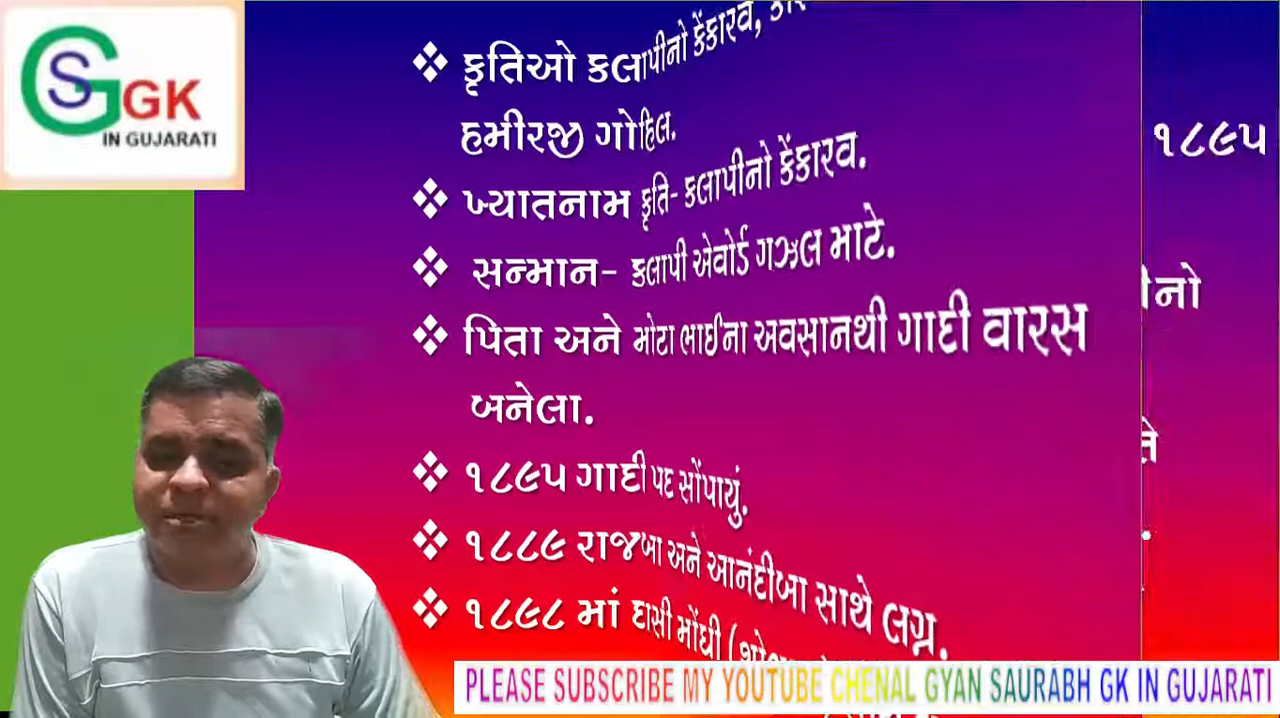 GSGK
IN GUJARATI
❖ કૃતિઓ કલાપીનો કેંકારવ,
હમીરજી ગોહિલ.
❖ ખ્યાતનામ કૃતિ- કલાપીનો કેંકારવ.
❖ સન્માન- કલાપી એવોર્ડ ગઝલ માટે.
❖ પિતા અને મોટા ભાઈના અવસાનથી ગાદી વારસ
બનેલા.
❖ ૧૮૯૫ ગાદી પદ સોંપાયું.
❖ ૧૮૮૯ રાજબા અને આનંદીબા સાથે લગ્ન.
❖ ૧૮૯૮ માં દાસી મોંઘી
૧૮૯૫
PLEASE SUBSCRIBE MY YOUTUBE CHENAL GYAN SAURABH GK IN GUJARATI